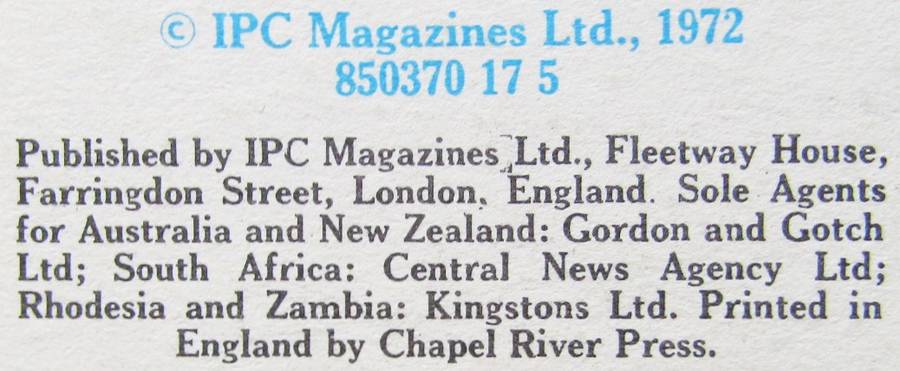 © IPC Magazines Ltd., 1972
850370 17 5
Published by IPC Magazines Ltd., Fleetway House,
Farringdon Street, London, England. Sole Agents
for Australia and New Zealand: Gordon and Gotch
Ltd; South Africa: Central News Agency Ltd;
Rhodesia and Zambia: Kingstons Ltd. Printed in
England by Chapel River Press.